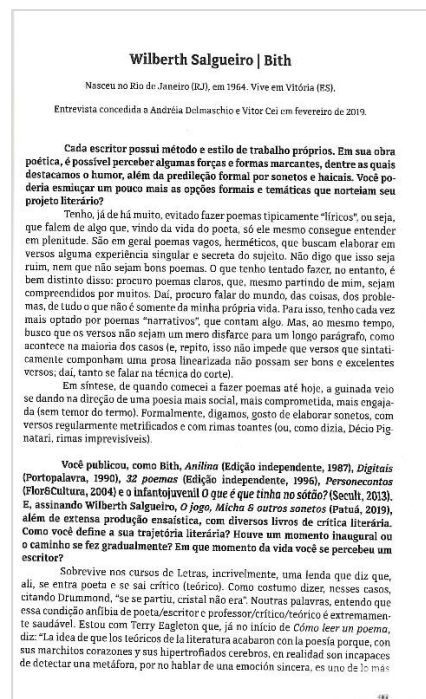 Wilberth Salgueiro | Bith
Nasceu no Rio de Janeiro (RJ), em 1964. Vive em Vitória (ES).
Entrevista concedida a Andréia Delmaschio e Vitor Cei em fevereiro de 2019.
Cada escritor possui método e estilo de trabalho próprios. Em sua obra
poética, é possível perceber algumas forças e formas marcantes, dentre as quais
destacamos o humor, além da predileção formal por sonetos e haicais. Você po-
deria esmiuçar um pouco mais as opções formais e temáticas que norteiam seu
projeto literário?
Tenho, já de há muito, evitado fazer poemas tipicamente “líricos”, ou seja,
que falem de algo que, vindo da vida do poeta, só ele mesmo consegue entender
em plenitude. São em geral poemas vagos, herméticos, que buscam elaborar em
versos alguma experiência singular e secreta do sujeito. Não digo que isso seja
ruim, nem que não sejam bons poemas. O que tenho tentado fazer, no entanto, é
bem distinto disso: procuro poemas claros, que, mesmo partindo de mim, sejam
compreendidos por muitos. Daí, procuro falar do mundo, das coisas, dos proble-
mas, de tudo o que não é somente da minha própria vida. Para isso, tenho cada vez
mais optado por poemas “narrativos”, que contam algo. Mas, ao mesmo tempo,
busco que os versos não sejam um mero disfarce para um longo parágrafo, como
acontece na maioria dos casos (e, repito, isso não impede que versos que sintati-
camente componham uma prosa linearizada não possam ser bons e excelentes
versos; daí, tanto se falar na técnica do corte).
Em síntese, de quando comecei a fazer poemas até hoje, a guinada veio
se dando na direção de uma poesia mais social, mais comprometida, mais engaja-
da (sem temor do termo). Formalmente, digamos, gosto de elaborar sonetos, com
versos regularmente metrificados e com rimas toantes (ou, como dizia, Décio Pig-
natari, rimas imprevisíveis).
Você publicou, como Bith, Anilina (Edição independente, 1987), Digitais
(Portopalavra, 1990), 32 poemas (Edição independente, 1996), Personecontos
(Flor&Cultura, 2004) e o infantojuvenil O que é que tinha no sótão? (Secult, 2013).
E, assinando Wilberth Salgueiro, O jogo, Micha & outros sonetos (Patuá, 2019),
além de extensa produção ensaística, com diversos livros de crítica literária.
Como você define a sua trajetória literária? Houve um momento inaugural ou
o caminho se fez gradualmente? Em que momento da vida você se percebeu um
escritor?
Sobrevive nos cursos de Letras, incrivelmente, uma lenda que diz que,
ali, se entra poeta e se sai crítico (teórico). Como costumo dizer, nesses casos,
citando Drummond, “se se partiu, cristal não era”. Noutras palavras, entendo que
essa condição anfíbia de poeta/escritor e professor/crítico/teórico é extremamen-
te saudável. Estou com Terry Eagleton que, já no início de Cómo leer un poema,
diz: “La idea de que los teóricos de la literatura acabaron con la poesía porque, con
sus marchitos corazones y sus hipertrofiados cerebros, en realidad son incapaces
de detectar una metáfora, por no hablar de una emoción sincera, es uno de lo más